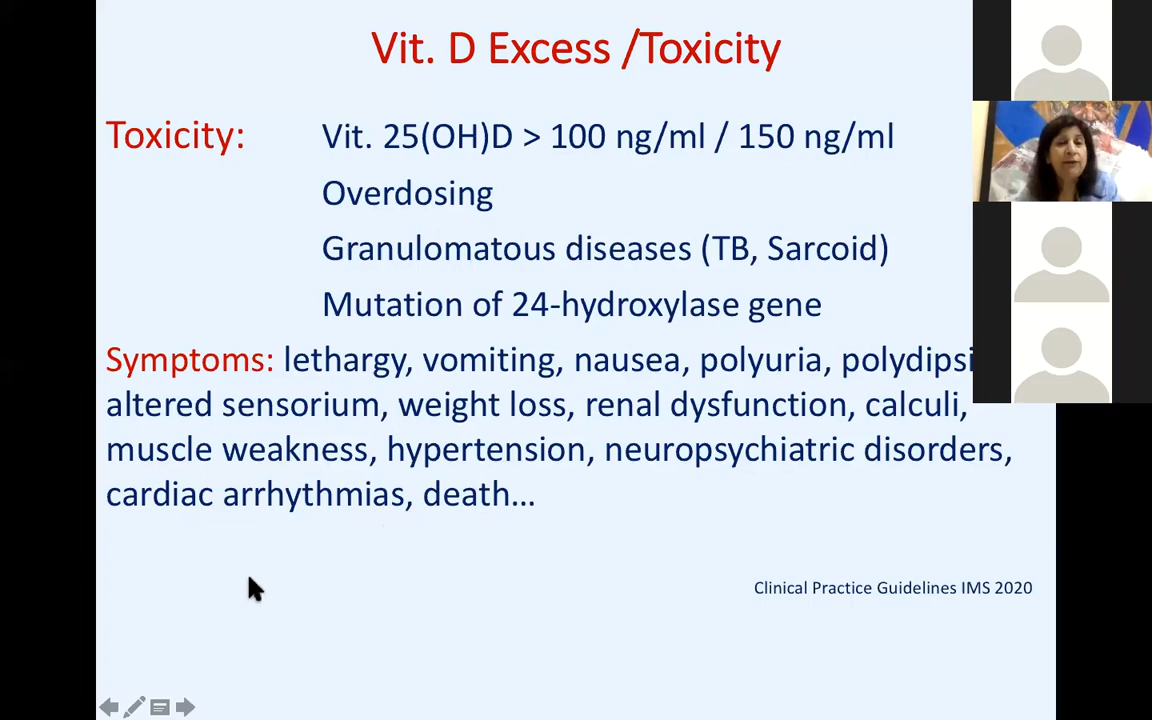 Vit. D Excess /Toxicity
Toxicity: Vit. 25(OH)D > 100 ng/ml / 150 ng/ml
Overdosing
Granulomatous diseases (TB, Sarcoid)
Mutation of 24-hydroxylase gene
Symptoms: lethargy, vomiting, nausea, polyuria, polydipsi
altered sensorium, weight loss, renal dysfunction, calculi,
muscle weakness, hypertension, neuropsychiatric disorders,
cardiac arrhythmias, death...
Clinical Practice Guidelines IMS 2020